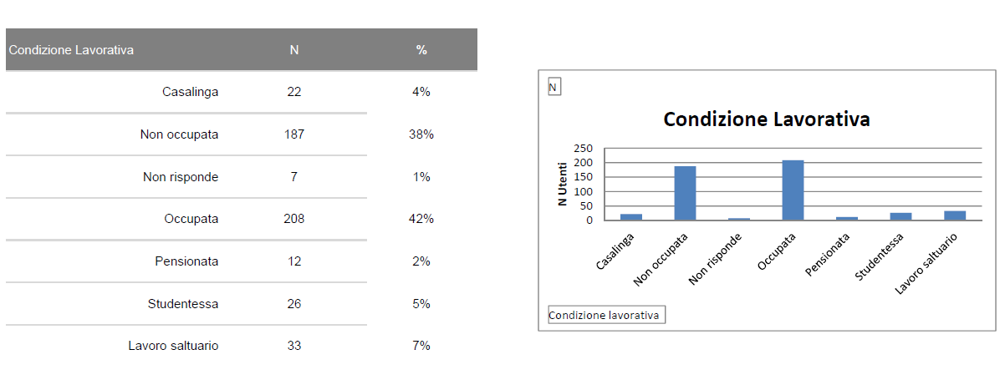 Condizione Lavorativa N %
Casalinga 22 4%
Non occupata 187 38%
Non risponde 7 1%
Occupata 208 42%
Pensionata 12 2%
Studentessa 26 5%
Lavoro saltuario 33 7%
N
Condizione Lavorativa
N Utenti
250
200
150
100
50
0
Casalinga
Non occupata
Non risponde
Occupata
Pensionata
Studentessa
Lavoro saltuario
Condizione lavorativa